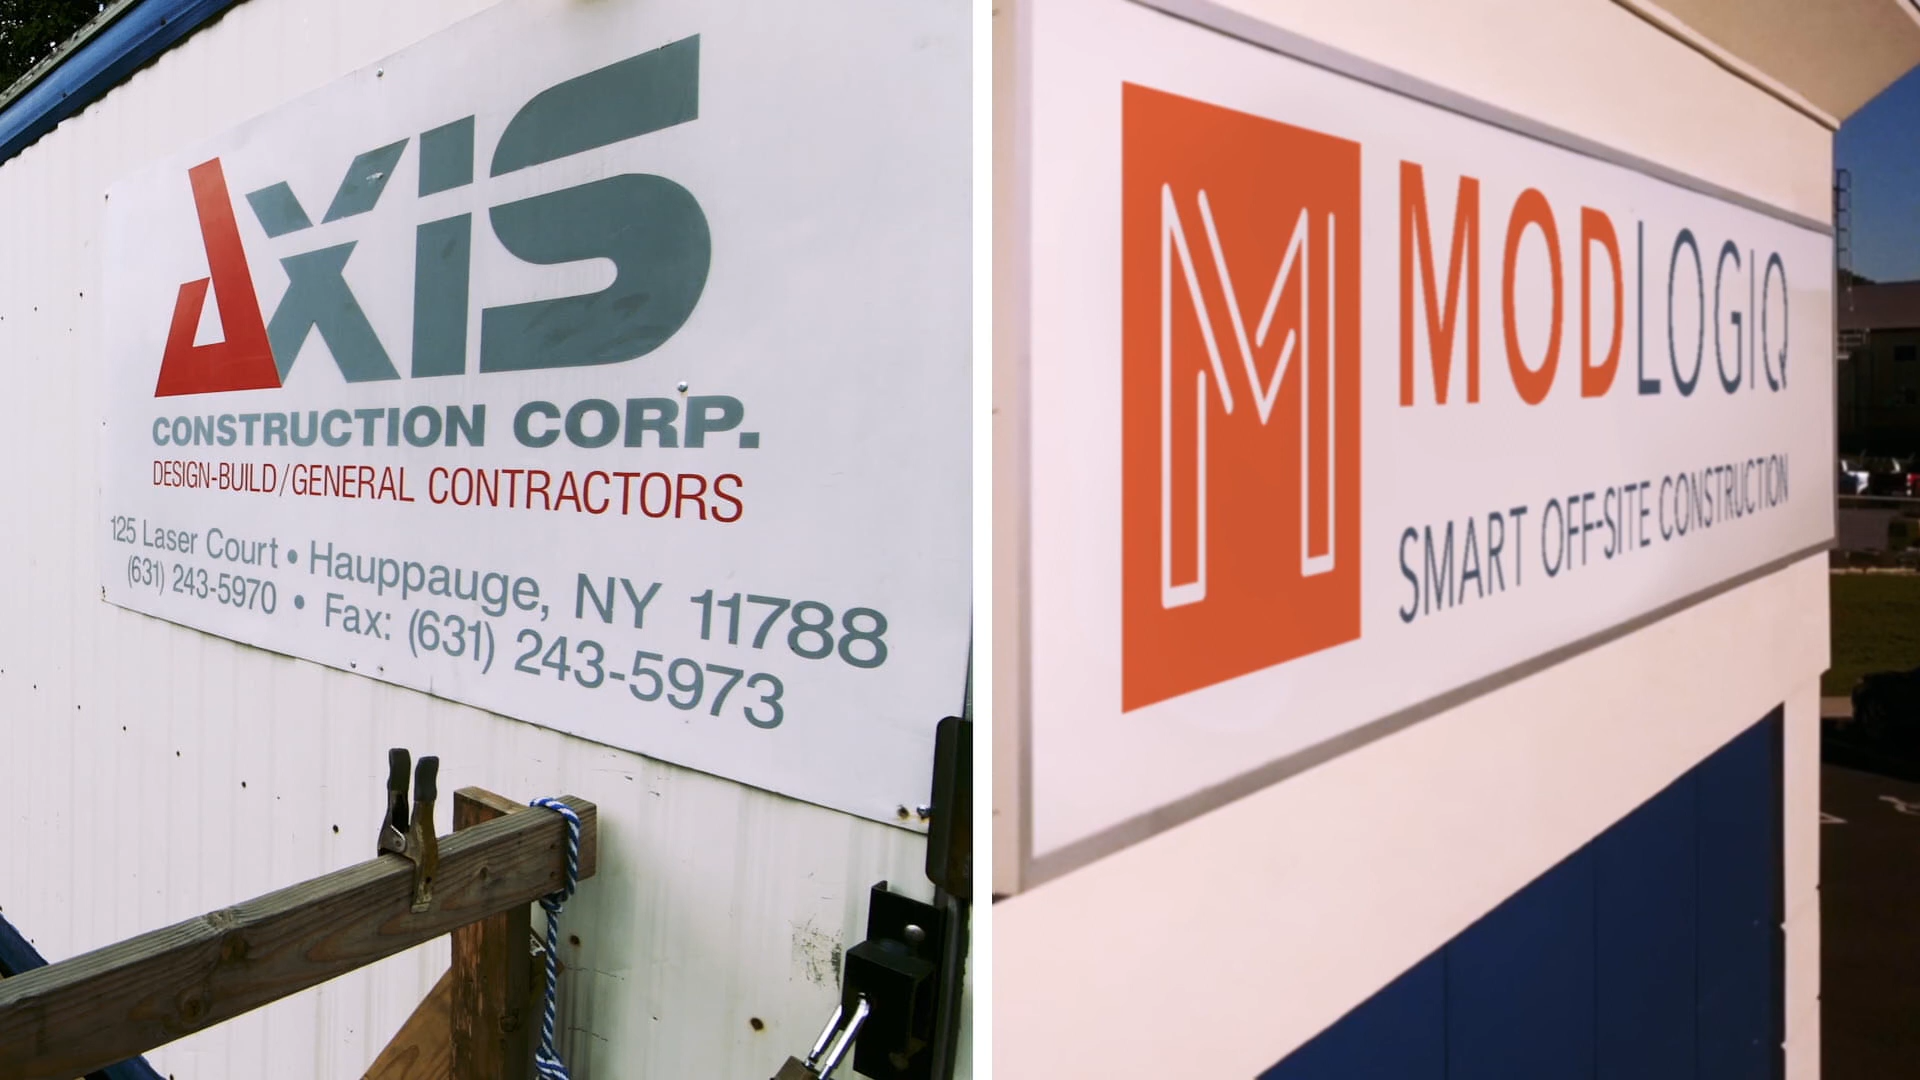 AXIS
CONSTRUCTION CORP.
DESIGN-BUILD/GENERAL CONTRACTORS
125 Laser Court • Hauppauge, NY 11788
(631) 243-5970 • Fax: (631) 243-5973
M
MODLOGIQ
SMART OFF-SITE CONSTRUCTION